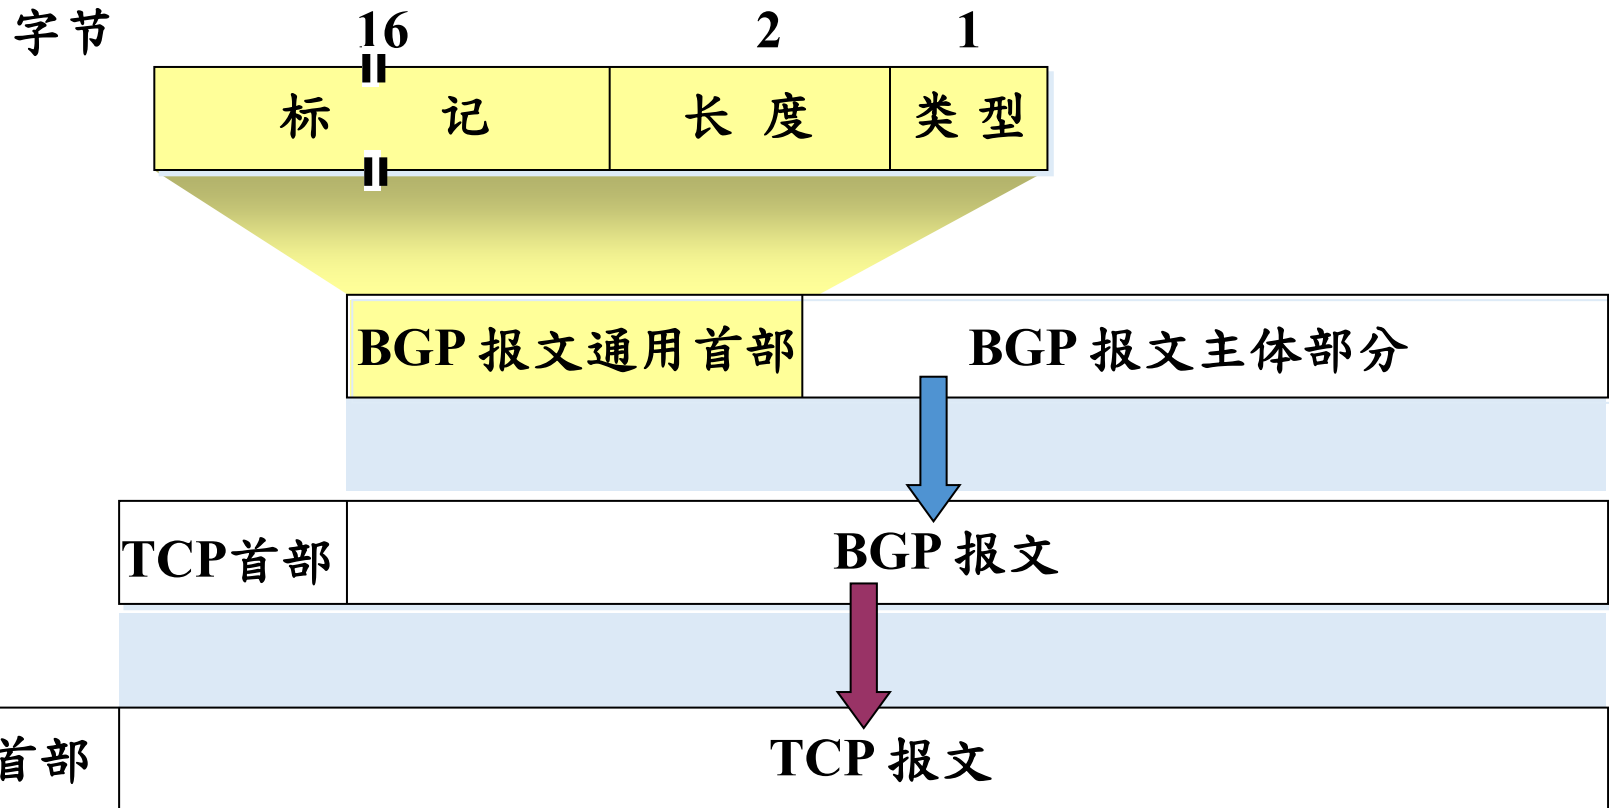 字节 16 2 1
标 记 长 度 类 型
BGP 报文通用首部 BGP 报文主体部分
TCP首部 BGP 报文
首部 TCP 报文